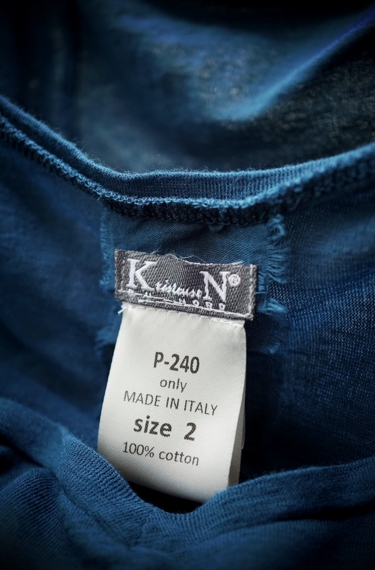 K N®
P-240
only
MADE IN ITALY
size 2
100% cotton